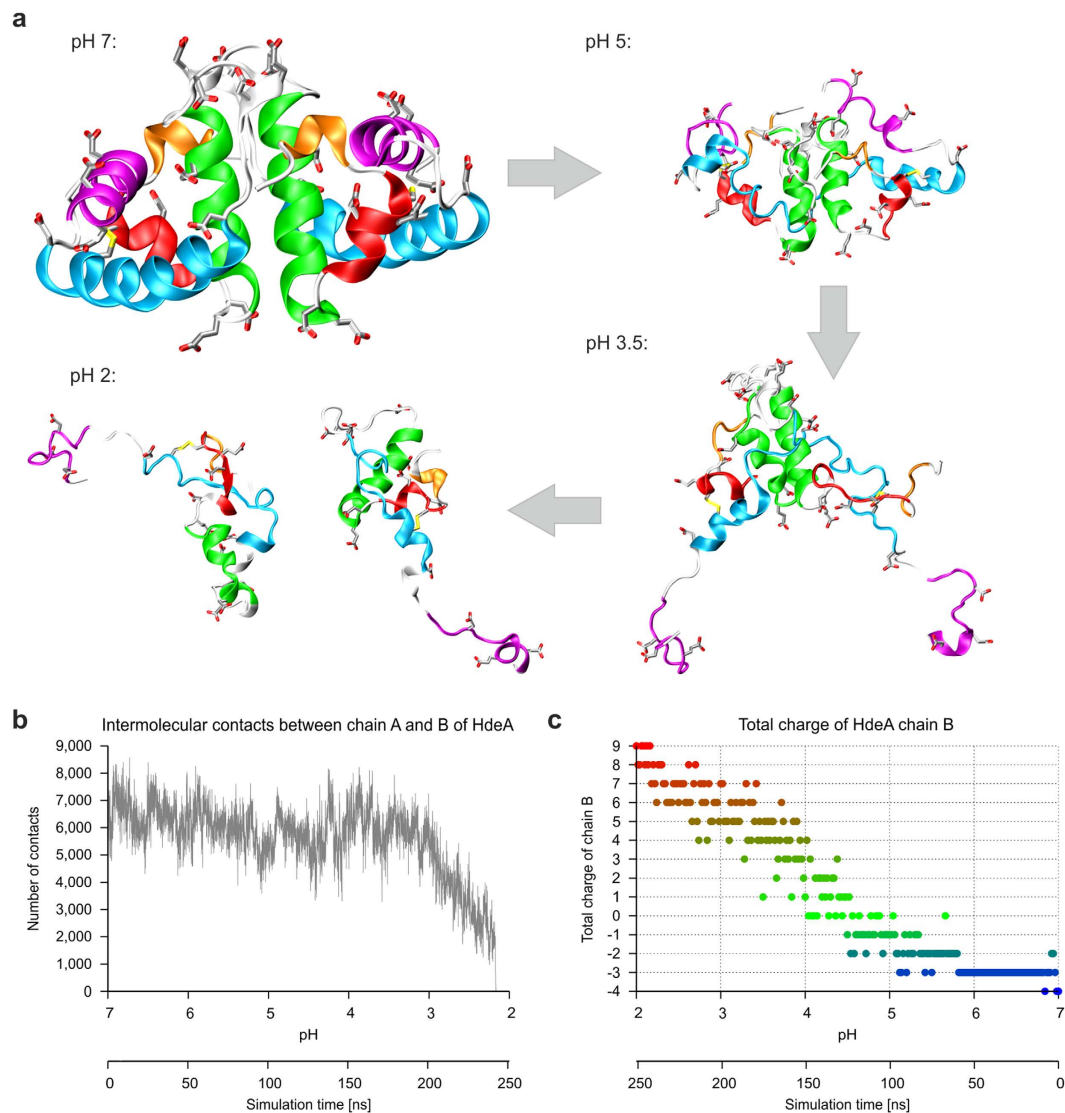 a
pH 7:
pH 5:
pH 3.5:
pH 2:
b
Intermolecular contacts between chain A and B of HdeA
9,000
8,000
7,000
6,000
5,000
4,000
3,000
2,000
1,000
0
Number of contacts
7 6 5 4 3 2
pH
0 50 100 150 200 250
Simulation time [ns]
c
Total charge of HdeA chain B
9
8
7
6
5
4
3
2
1
0
-1
-2
-3
-4
Total charge of chain B
2 3 4 5 6 7
pH
250 200 150 100 50 0
Simulation time [ns]